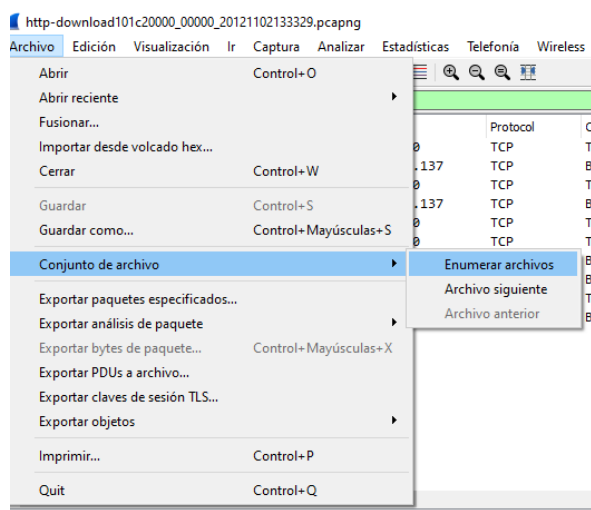 http-download101c20000_00000_20121102133329.pcapng
Archivo Edición Visualización Ir Captura Analizar Estadísticas Telefonía Wireless
Abrir Control+O
Abrir reciente
Fusionar...
Importar desde volcado hex...
Cerrar Control+W
Guardar Control+S
Guardar como... Control+Mayúsculas+S
Conjunto de archivo
Exportar paquetes especificados...
Exportar análisis de paquete
Exportar bytes de paquete... Control+Mayúsculas+X
Exportar PDUs a archivo...
Exportar claves de sesión TLS...
Exportar objetos
Imprimir... Control+P
Quit Control+Q
Enumerar archivos
Archivo siguiente
Archivo anterior
Protocol
TCP
.137 TCP
TCP
.137 TCP
TCP
TCP